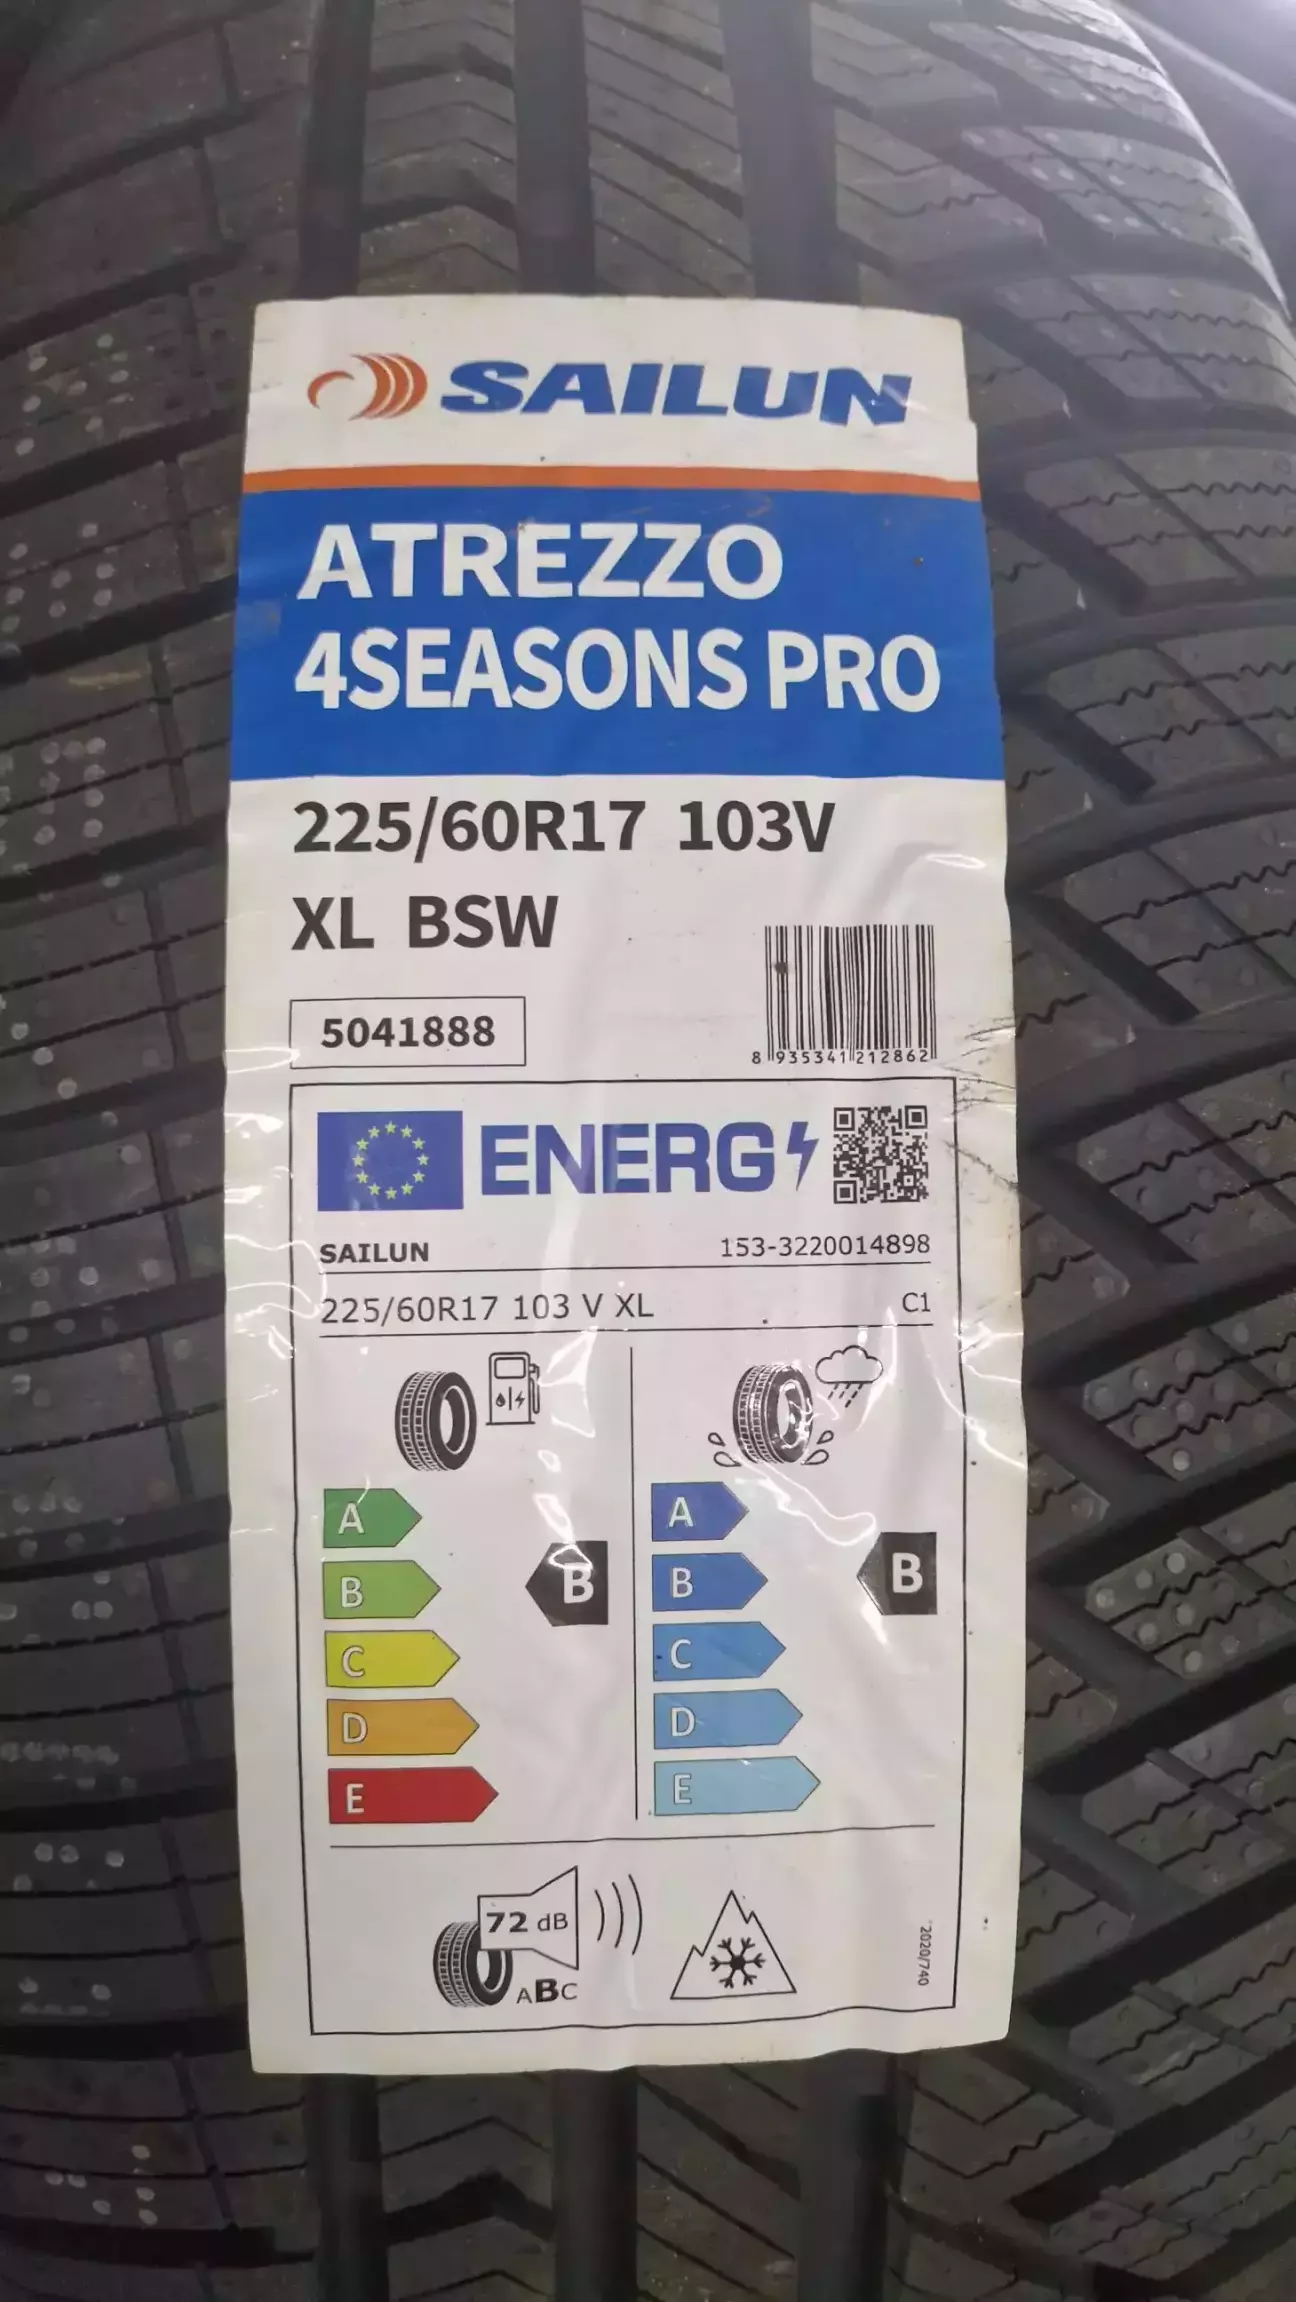 SAILUN
ATREZZO
4SEASONS PRO
225/60R17 103V
XL BSW
5041888
8 935341 212862
ENERG
SAILUN 153-3220014898
225/60R17 103 V XL C1
A A
B B B B
C C
D D
E E
72 dB
ABC
2020/740